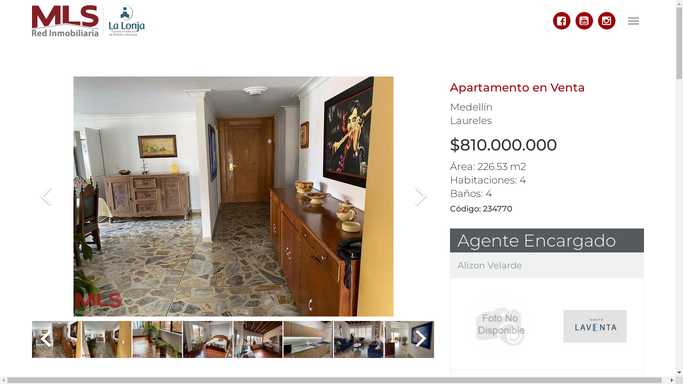 MLS
Red Inmobiliaria
La Lonja
Apartamento en Venta
Medellín
Laureles
$810.000.000
Área: 226.53 m2
Habitaciones: 4
Baños: 4
Código: 234770
MLS
Agente Encargado
Alizon Velarde
Foto No
Disponible
LAVENTA